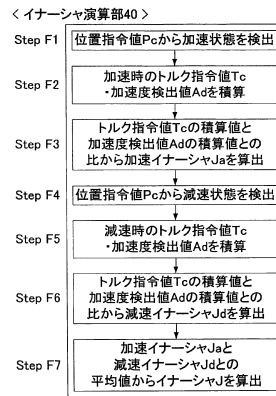 < イナーシャ演算部40 >
Step F1
位置指令値Pcから加速状態を検出
Step F2
加速時のトルク指令値Tc
・加速度検出値Adを積算
Step F3
トルク指令値Tcの積算値と
加速度検出値Adの積算値との
比から加速イナーシャJaを算出
Step F4
位置指令値Pcから減速状態を検出
Step F5
減速時のトルク指令値Tc
・加速度検出値Adを積算
Step F6
トルク指令値Tcの積算値と
加速度検出値Adの積算値との
比から減速イナーシャJdを算出
Step F7
加速イナーシャJaと
減速イナーシャJdとの
平均値からイナーシャJを算出